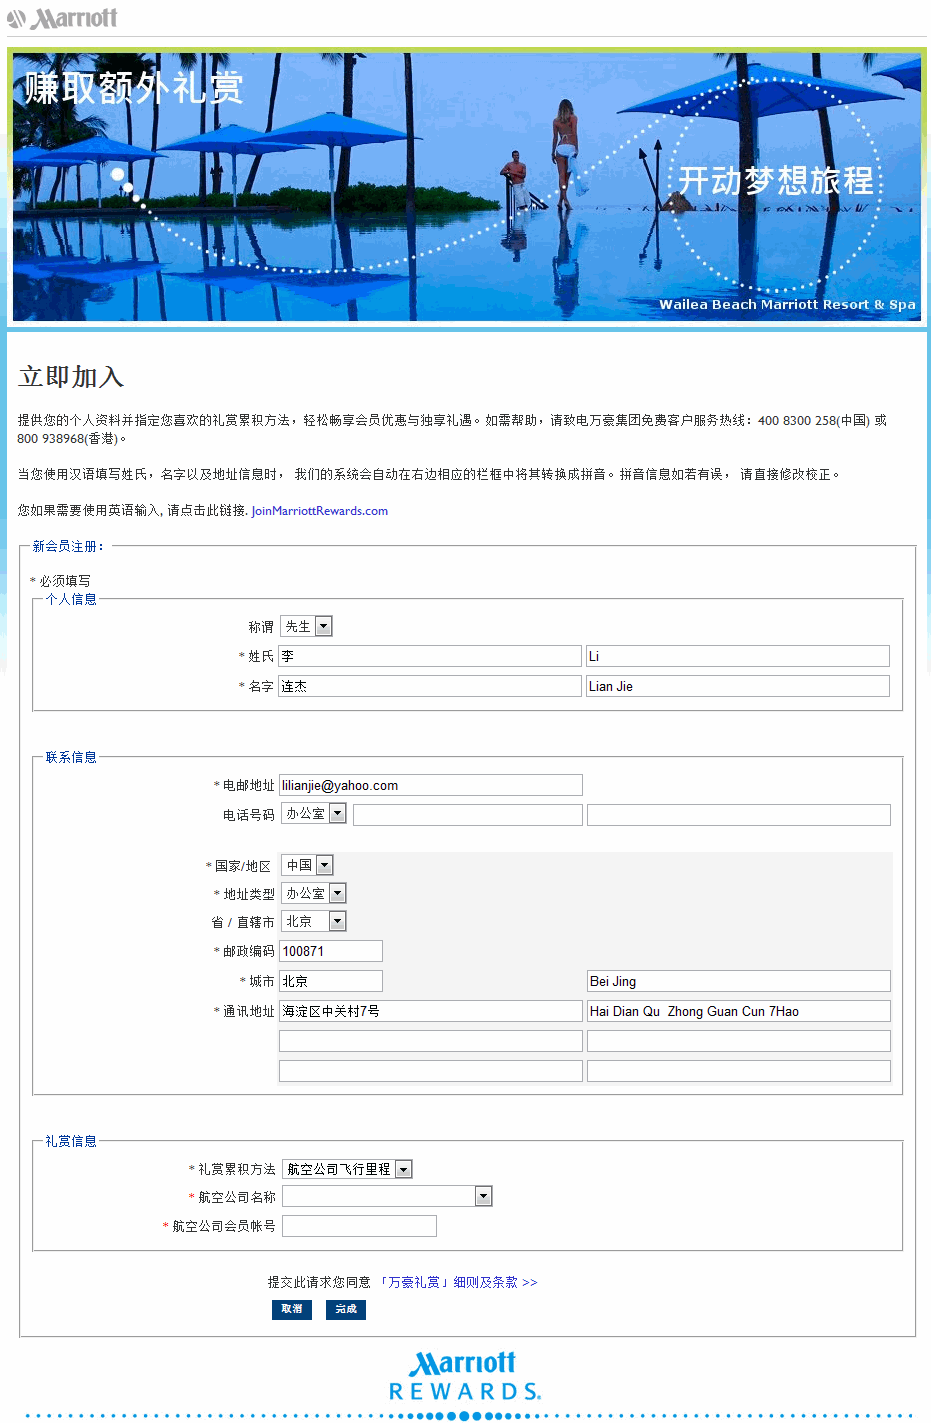 Marriott
赚取额外礼赏
开动梦想旅程
Wailea Beach Marriott Resort & Spa
立即加入
提供您的个人资料并指定您喜欢的礼赏累积方法，轻松畅享会员优惠与独享礼遇。如需帮助，请致电万豪集团免费客户服务热线：400 8300 258(中国) 或
800 938968(香港)。
当您使用汉语填写姓氏，名字以及地址信息时， 我们的系统会自动在右边相应的栏框中将其转换成拼音。拼音信息如若有误， 请直接修改校正。
您如果需要使用英语输入, 请点击此链接. JoinMarriottRewards.com
新会员注册：
* 必须填写
个人信息
称谓 先生
* 姓氏 李 Li
* 名字 连杰 Lian Jie
联系信息
* 电邮地址 lilianjie@yahoo.com
电话号码 办公室
* 国家/地区 中国
* 地址类型 办公室
省 / 直辖市 北京
* 邮政编码 100871
* 城市 北京 Bei Jing
* 通讯地址 海淀区中关村7号 Hai Dian Qu  Zhong Guan Cun 7Hao
礼赏信息
* 礼赏累积方法 航空公司飞行里程
* 航空公司名称
* 航空公司会员帐号
提交此请求您同意 「万豪礼赏」细则及条款 >>
取消 完成
Marriott
REWARDS.